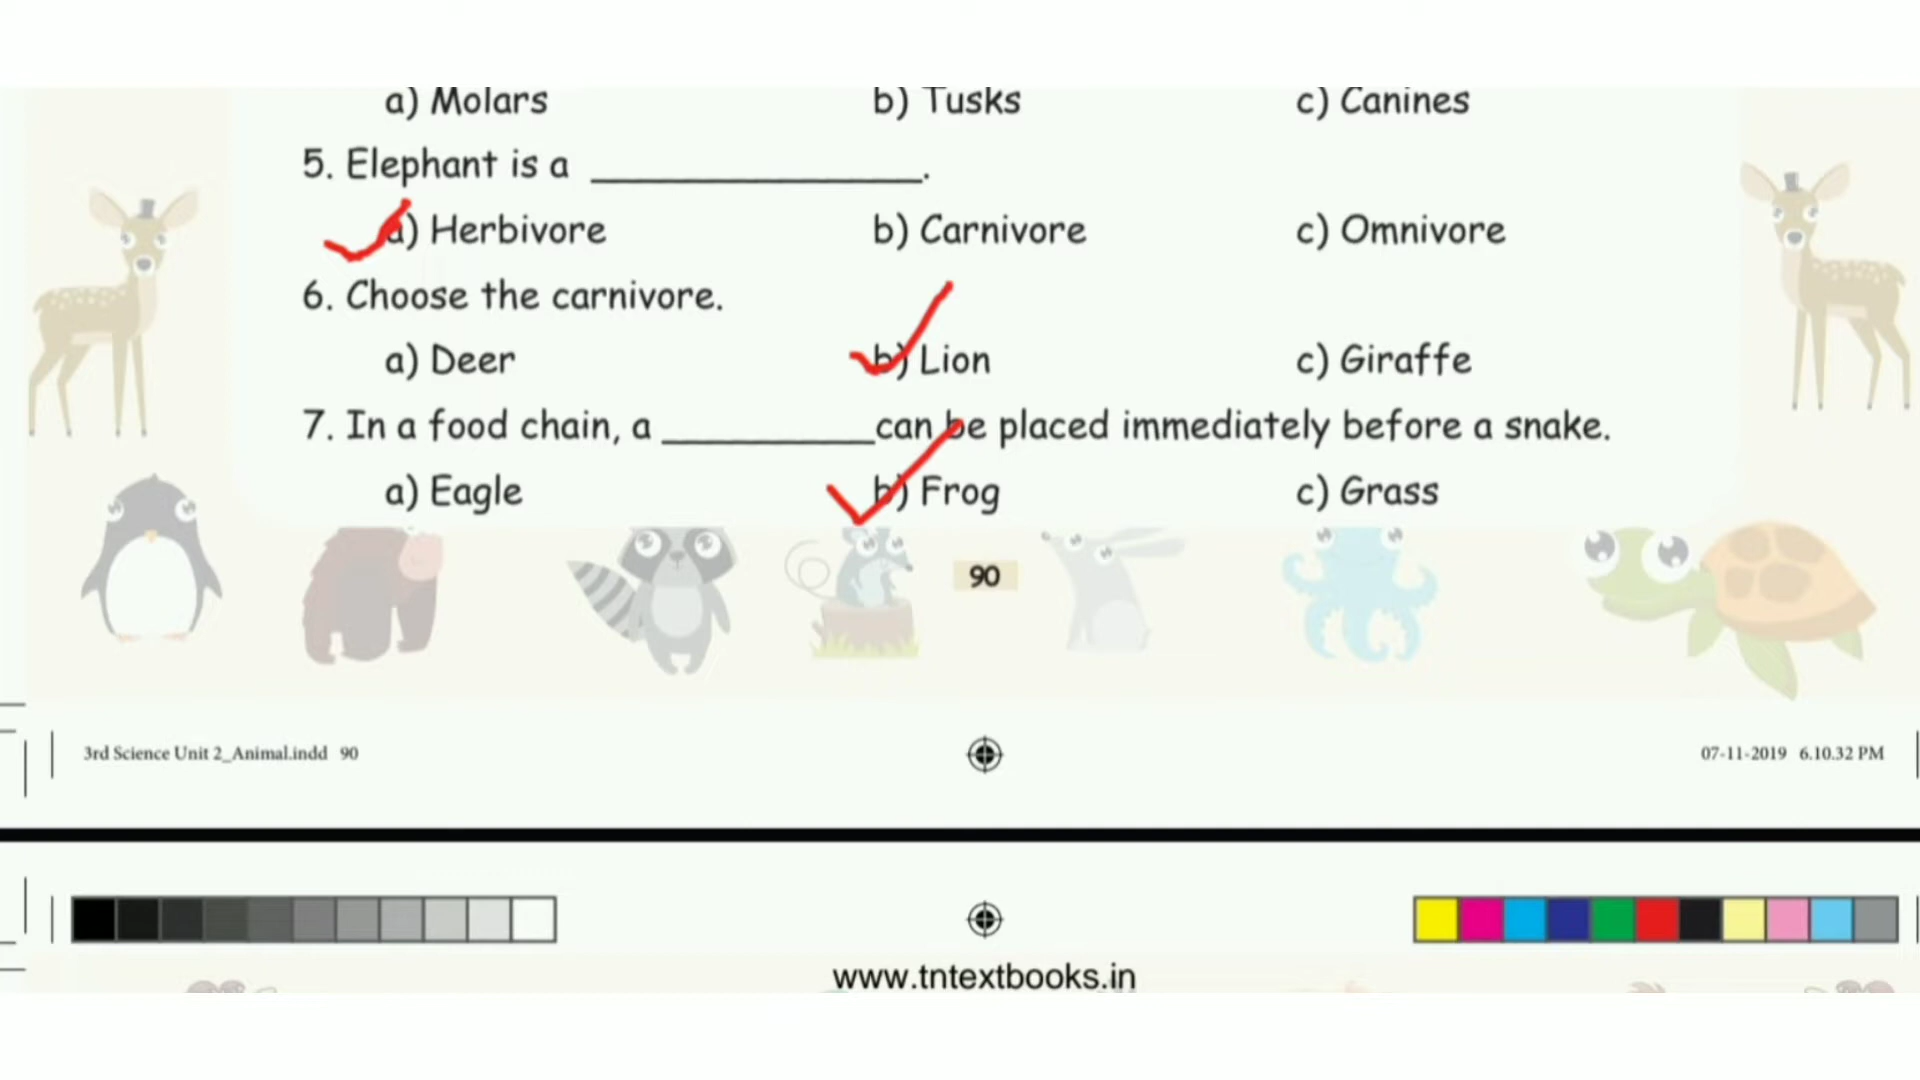 a) Molars b) Tusks c) Canines
5. Elephant is a ______________.
a) Herbivore b) Carnivore c) Omnivore
6. Choose the carnivore.
a) Deer b) Lion c) Giraffe
7. In a food chain, a _________can be placed immediately before a snake.
a) Eagle b) Frog c) Grass
90
3rd Science Unit 2_Animal.indd 90 07-11-2019 6.10.32 PM
www.tntextbooks.in